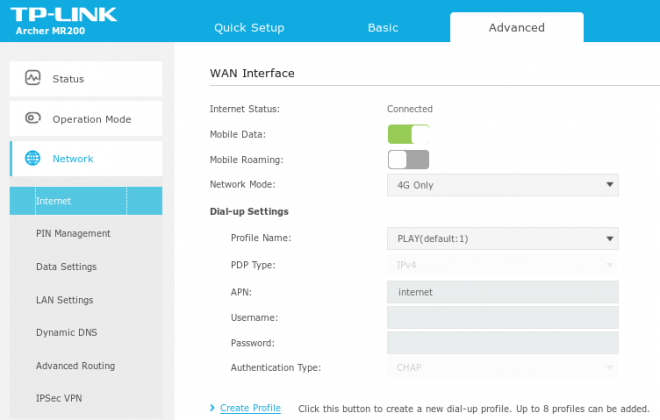 TP-LINK
Archer MR200
Quick Setup
Basic
Advanced
Status
Operation Mode
Network
Internet
PIN Management
Data Settings
LAN Settings
Dynamic DNS
Advanced Routing
IPSec VPN
WAN Interface
Internet Status: Connected
Mobile Data:
Mobile Roaming:
Network Mode: 4G Only
Dial-up Settings
Profile Name: PLAY(default:1)
PDP Type: IPv4
APN: internet
Username:
Password:
Authentication Type: CHAP
Create Profile Click this button to create a new dial-up profile. Up to 8 profiles can be added.